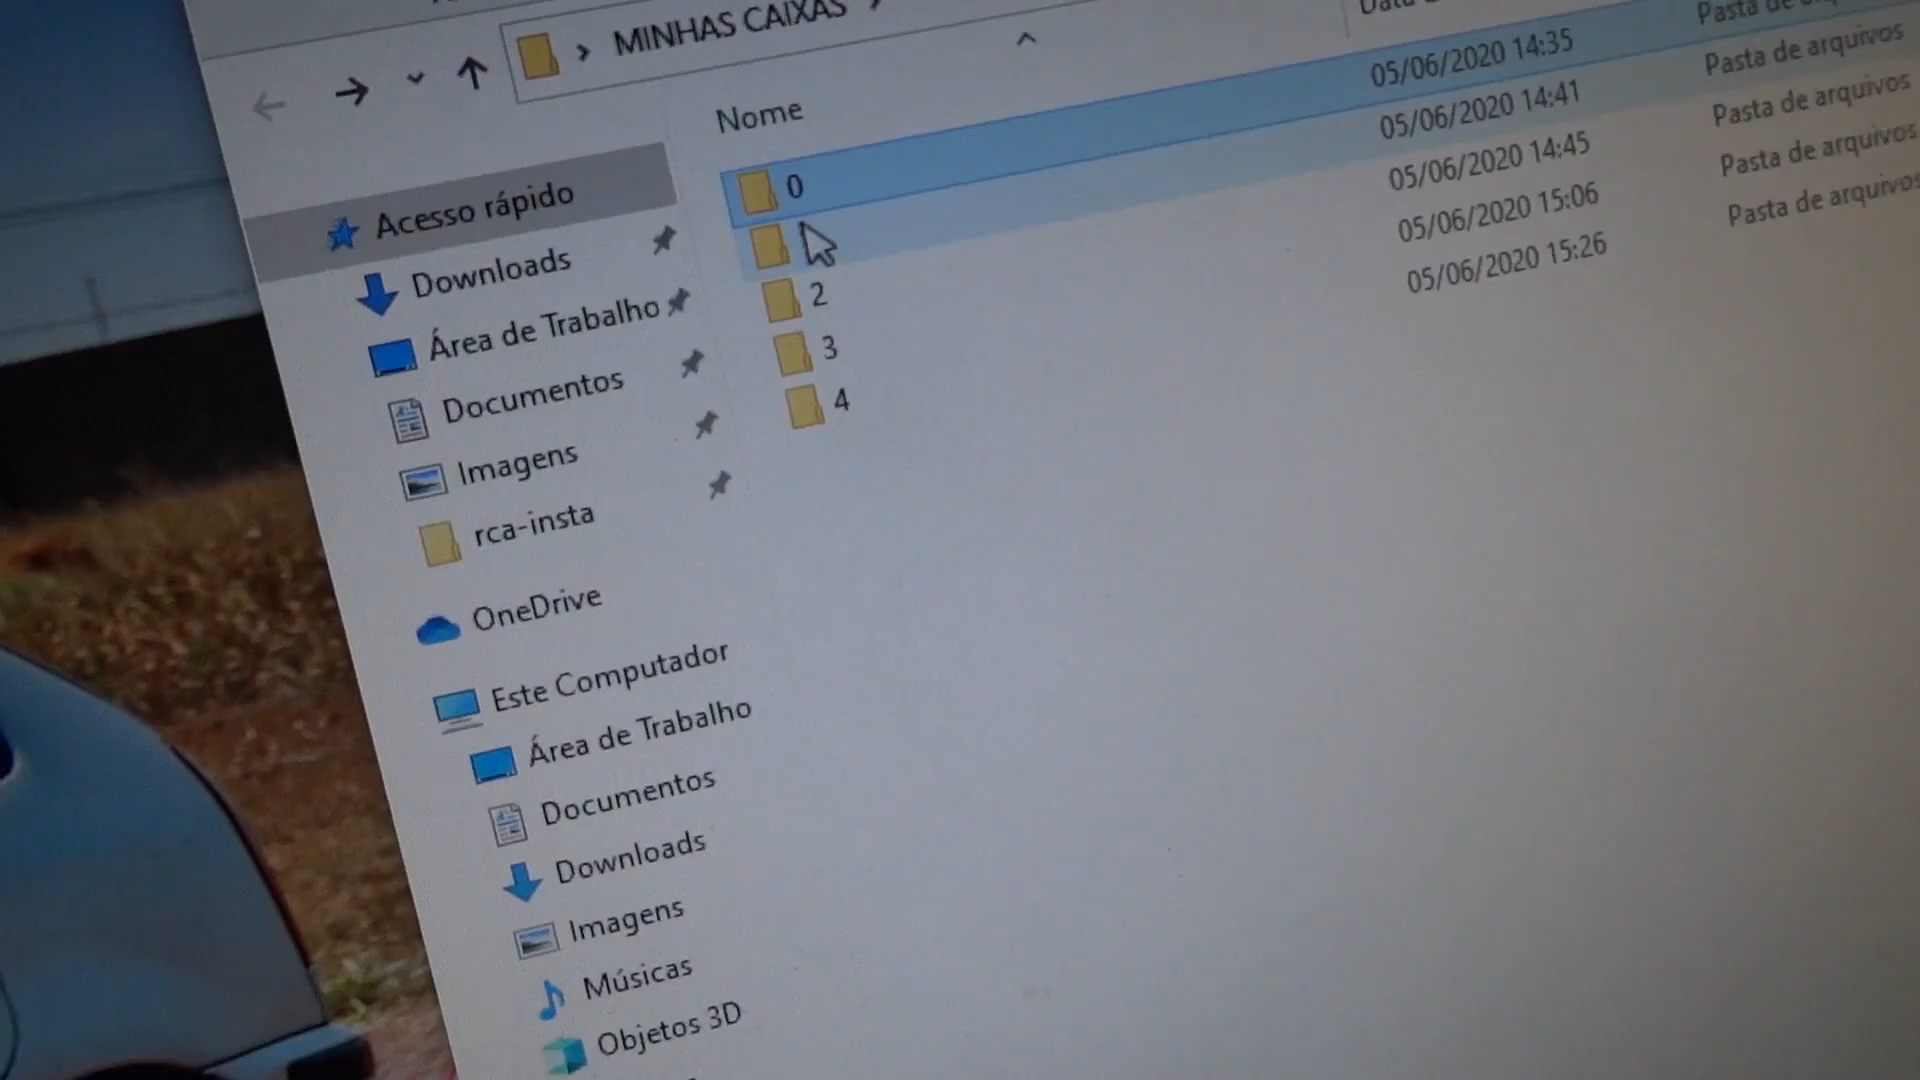 MINHAS CAIXAS
Nome
0 05/06/2020 14:35 Pasta de arquivos
05/06/2020 14:41 Pasta de arquivos
2 05/06/2020 14:45 Pasta de arquivos
3 05/06/2020 15:06 Pasta de arquivos
4 05/06/2020 15:26 Pasta de arquivos
Acesso rápido
Downloads
Área de Trabalho
Documentos
Imagens
rca-insta
OneDrive
Este Computador
Área de Trabalho
Documentos
Downloads
Imagens
Músicas
Objetos 3D